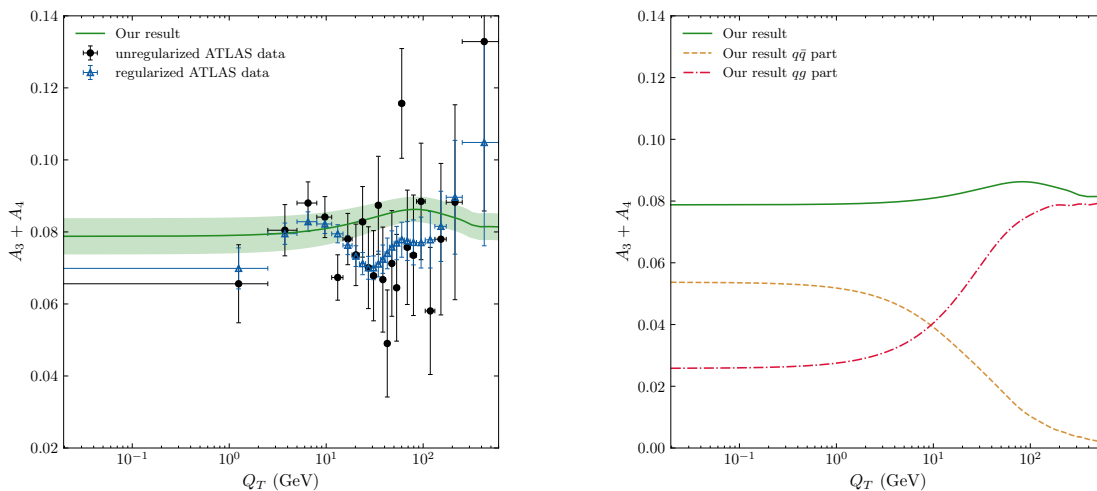 0.14
0.12
0.10
0.08
0.06
0.04
0.02
A₃ + A₄
Our result
unregularized ATLAS data
regularized ATLAS data
10⁻¹ 10⁰ 10¹ 10²
Q_T (GeV)
0.14
0.12
0.10
0.08
0.06
0.04
0.02
0.00
A₃ + A₄
Our result
Our result qq̄ part
Our result qg part
10⁻¹ 10⁰ 10¹ 10²
Q_T (GeV)